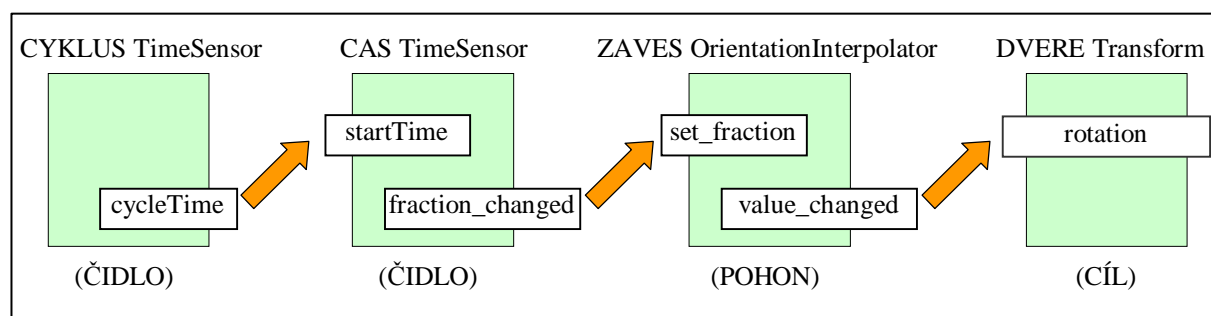 CYKLUS TimeSensor CAS TimeSensor ZAVES OrientationInterpolator DVERE Transform
startTime set_fraction rotation
cycleTime fraction_changed value_changed
(ČIDLO) (ČIDLO) (POHON) (CÍL)